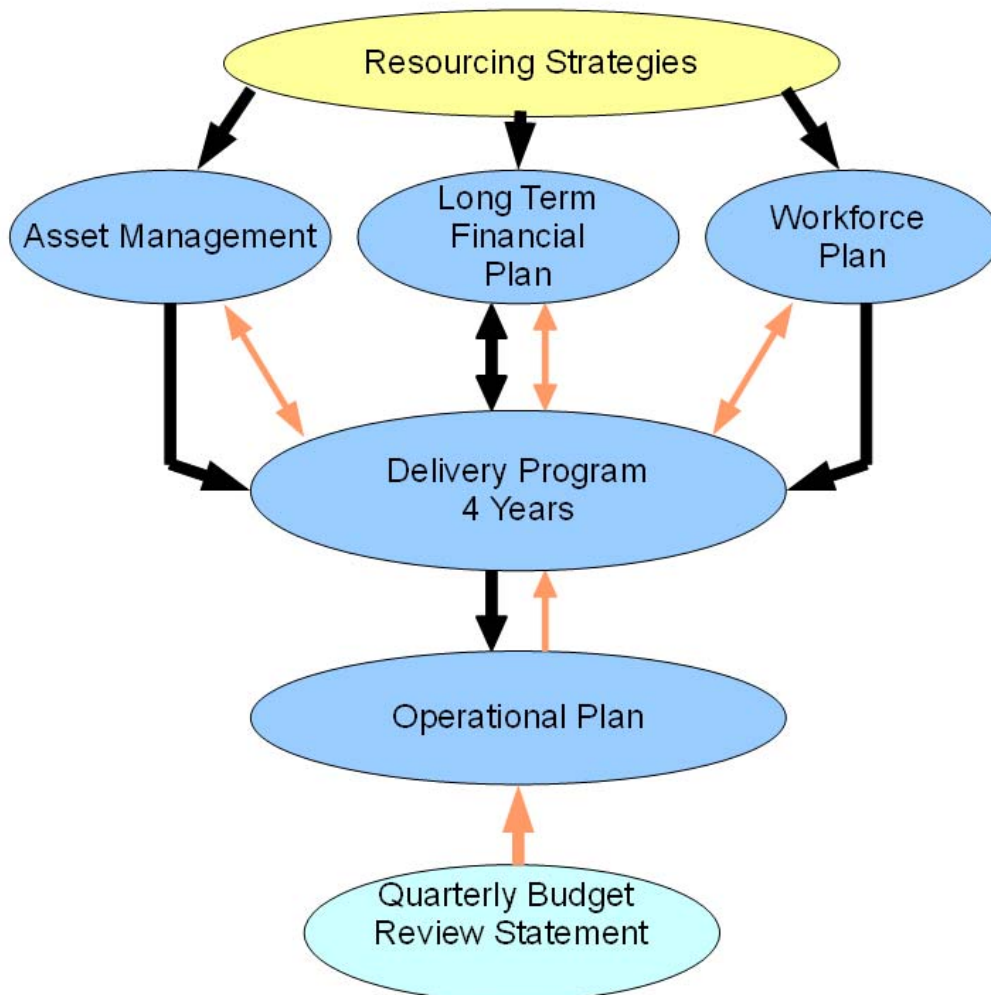 Resourcing Strategies
Asset Management
Long Term
Financial
Plan
Workforce
Plan
Delivery Program
4 Years
Operational Plan
Quarterly Budget
Review Statement